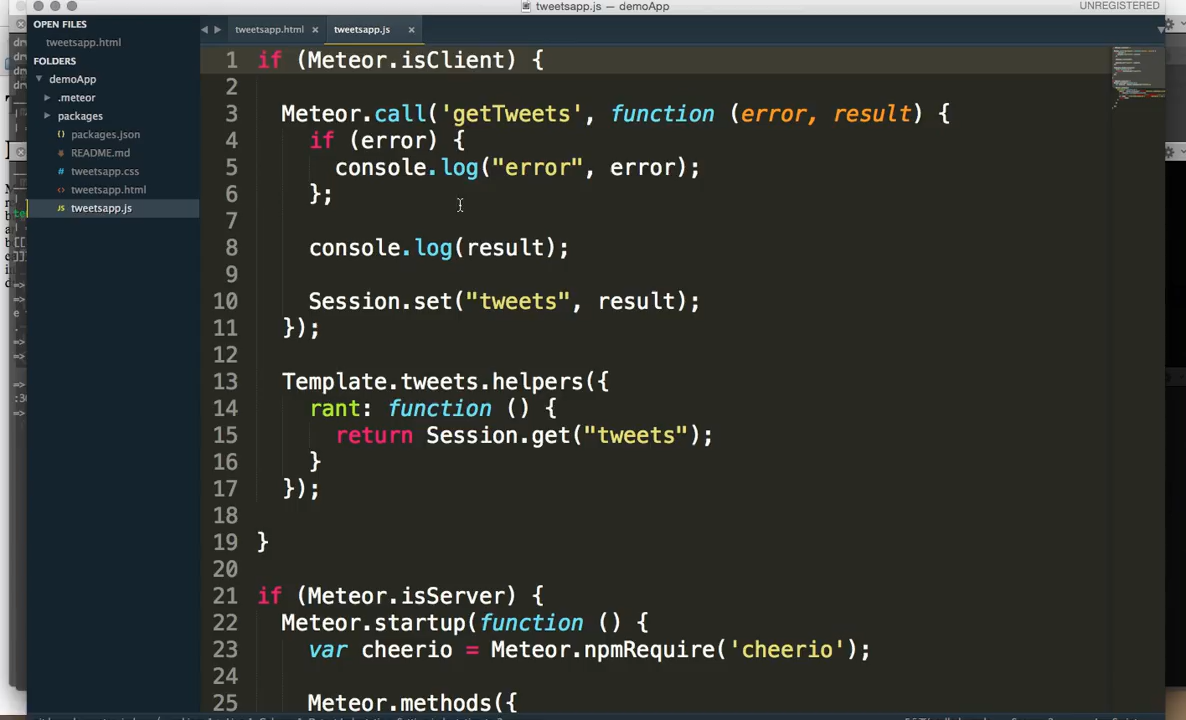 tweetsapp.js — demoApp
UNREGISTERED
OPEN FILES
tweetsapp.html
FOLDERS
demoApp
.meteor
packages
packages.json
README.md
tweetsapp.css
tweetsapp.html
tweetsapp.js
tweetsapp.html ×
tweetsapp.js ×
1 if (Meteor.isClient) {
2
3 Meteor.call('getTweets', function (error, result) {
4 if (error) {
5 console.log("error", error);
6 };
7
8 console.log(result);
9
10 Session.set("tweets", result);
11 });
12
13 Template.tweets.helpers({
14 rant: function () {
15 return Session.get("tweets");
16 }
17 });
18
19 }
20
21 if (Meteor.isServer) {
22 Meteor.startup(function () {
23 var cheerio = Meteor.npmRequire('cheerio');
24
25 Meteor.methods({